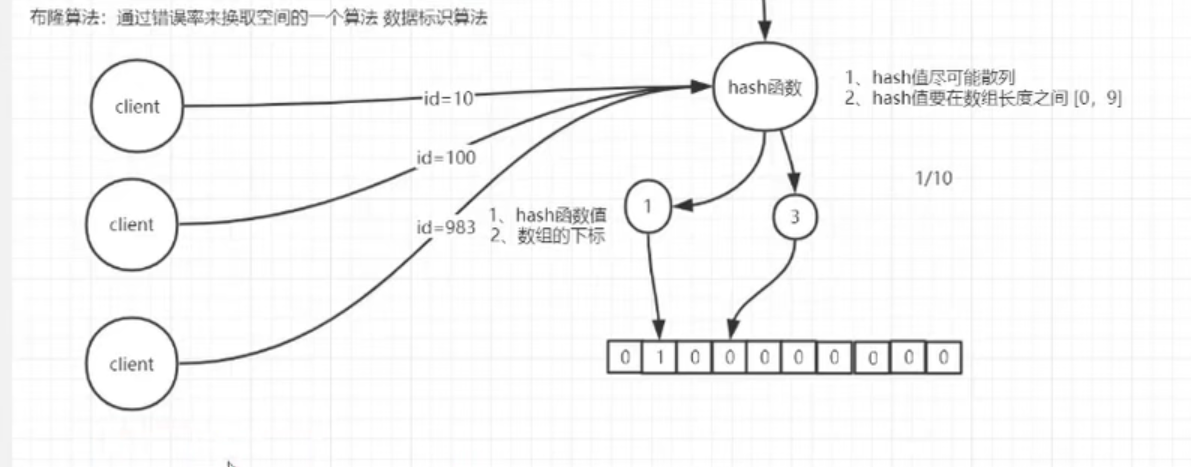 布隆算法：通过错误率来换取空间的一个算法 数据标识算法
client
id=10
hash函数
1、hash值尽可能散列
2、hash值要在数组长度之间 [0，9]
client
id=100
1/10
id=983
1、hash函数值
2、数组的下标
1
3
client
0 1 0 0 0 0 0 0 0 0